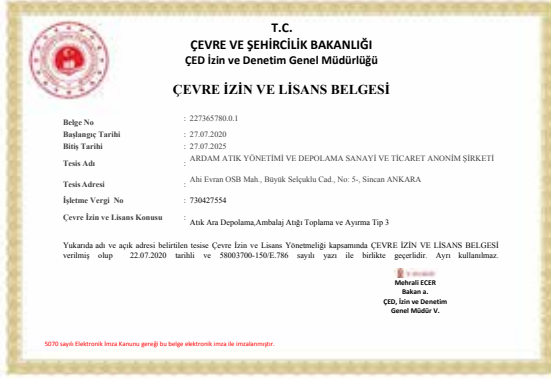 T.C.
ÇEVRE VE ŞEHİRCİLİK BAKANLIĞI
ÇED İzin ve Denetim Genel Müdürlüğü
ÇEVRE İZİN VE LİSANS BELGESİ
Belge No : 227365780.0.1
Başlangıç Tarihi : 27.07.2020
Bitiş Tarihi : 27.07.2025
Tesis Adı : ARDAM ATIK YÖNETİMİ VE DEPOLAMA SANAYİ VE TİCARET ANONİM ŞİRKETİ
Tesis Adresi : Ahi Evran OSB Mah., Büyük Selçuklu Cad., No: 5-, Sincan ANKARA
İşletme Vergi No : 730427554
Çevre İzin ve Lisans Konusu : Atık Ara Depolama,Ambalaj Atığı Toplama ve Ayırma Tip 3
Yukarıda adı ve açık adresi belirtilen tesise Çevre İzin ve Lisans Yönetmeliği kapsamında ÇEVRE İZİN VE LİSANS BELGESİ
verilmiş olup 22.07.2020 tarihli ve 58003700-150/E.786 sayılı yazı ile birlikte geçerlidir. Ayrı kullanılmaz.
Mehrali ECER
Bakan a.
ÇED, İzin ve Denetim
Genel Müdür V.
5070 sayılı Elektronik İmza Kanunu gereği bu belge elektronik imza ile imzalanmıştır.